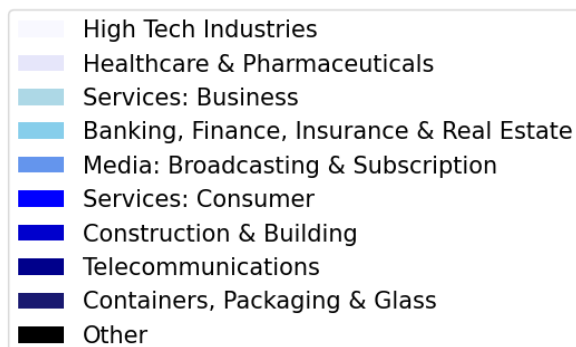 High Tech Industries
Healthcare & Pharmaceuticals
Services: Business
Banking, Finance, Insurance & Real Estate
Media: Broadcasting & Subscription
Services: Consumer
Construction & Building
Telecommunications
Containers, Packaging & Glass
Other